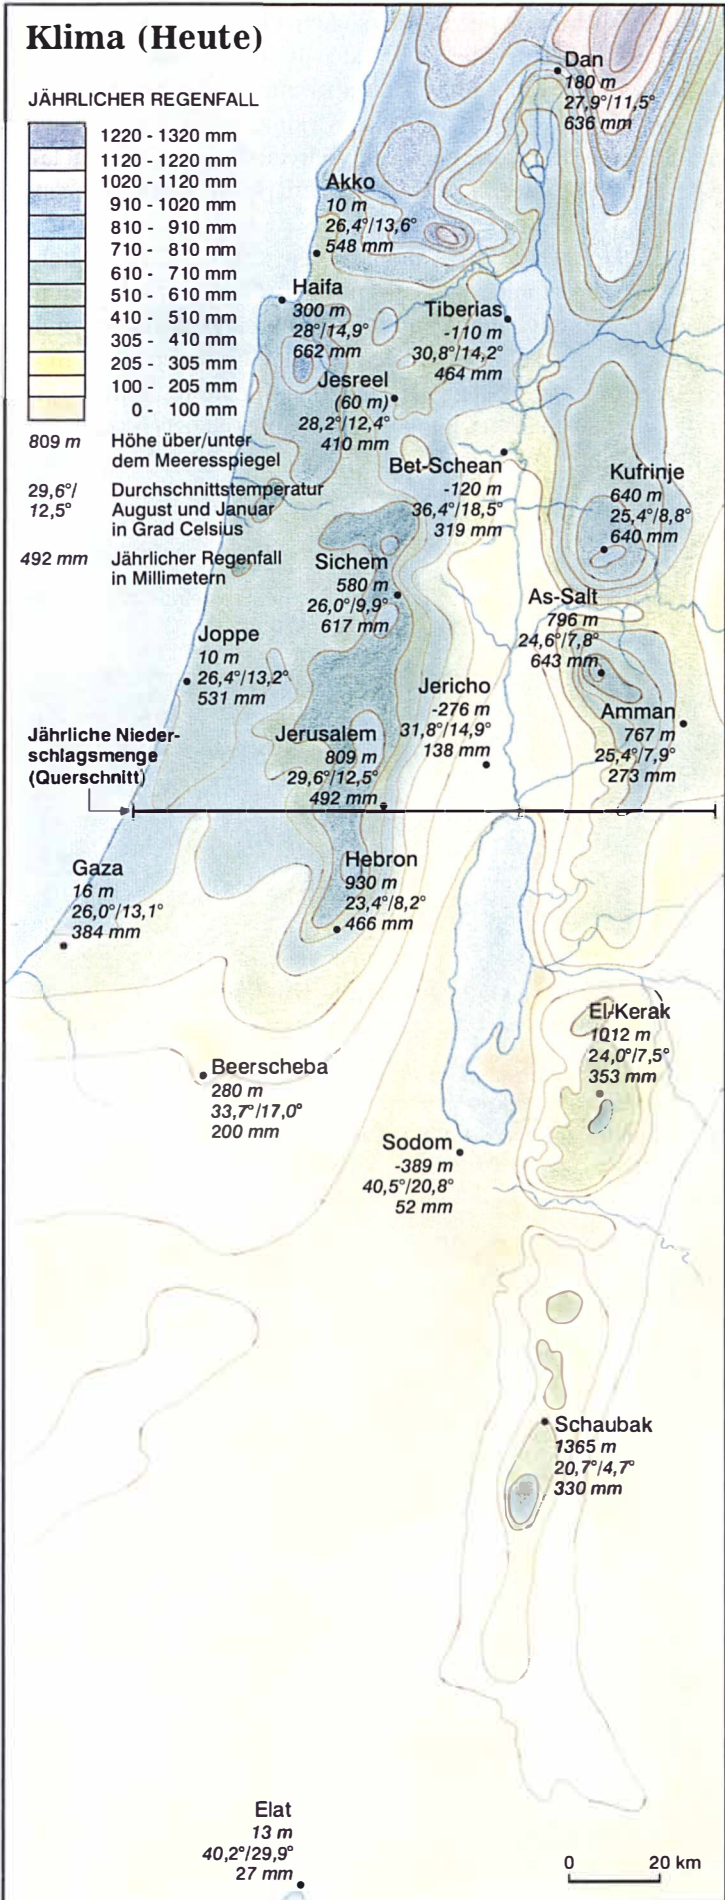 Klima (Heute)
JÄHRLICHER REGENFALL
1220 - 1320 mm
1120 - 1220 mm
1020 - 1120 mm
910 - 1020 mm
810 - 910 mm
710 - 810 mm
610 - 710 mm
510 - 610 mm
410 - 510 mm
305 - 410 mm
205 - 305 mm
100 - 205 mm
0 - 100 mm
809 m Höhe über/unter
dem Meeresspiegel
29,6°/ Durchschnittstemperatur
12,5° August und Januar
in Grad Celsius
492 mm Jährlicher Regenfall
in Millimetern
Dan
180 m
27,9°/11,5°
636 mm
Akko
10 m
26,4°/13,6°
548 mm
Haifa
300 m
28°/14,9°
662 mm
Tiberias
-110 m
30,8°/14,2°
464 mm
Jesreel
(60 m)
28,2°/12,4°
410 mm
Bet-Schean
-120 m
36,4°/18,5°
319 mm
Kufrinje
640 m
25,4°/8,8°
640 mm
Sichem
580 m
26,0°/9,9°
617 mm
As-Salt
796 m
24,6°/7,8°
643 mm
Joppe
10 m
26,4°/13,2°
531 mm
Jericho
-276 m
31,8°/14,9°
138 mm
Amman
767 m
25,4°/7,9°
273 mm
Jährliche Nieder-
schlagsmenge
(Querschnitt)
Jerusalem
809 m
29,6°/12,5°
492 mm
Hebron
930 m
23,4°/8,2°
466 mm
Gaza
16 m
26,0°/13,1°
384 mm
El-Kerak
1012 m
24,0°/7,5°
353 mm
Beerscheba
280 m
33,7°/17,0°
200 mm
Sodom
-389 m
40,5°/20,8°
52 mm
Schaubak
1365 m
20,7°/4,7°
330 mm
Elat
13 m
40,2°/29,9°
27 mm
0 20 km